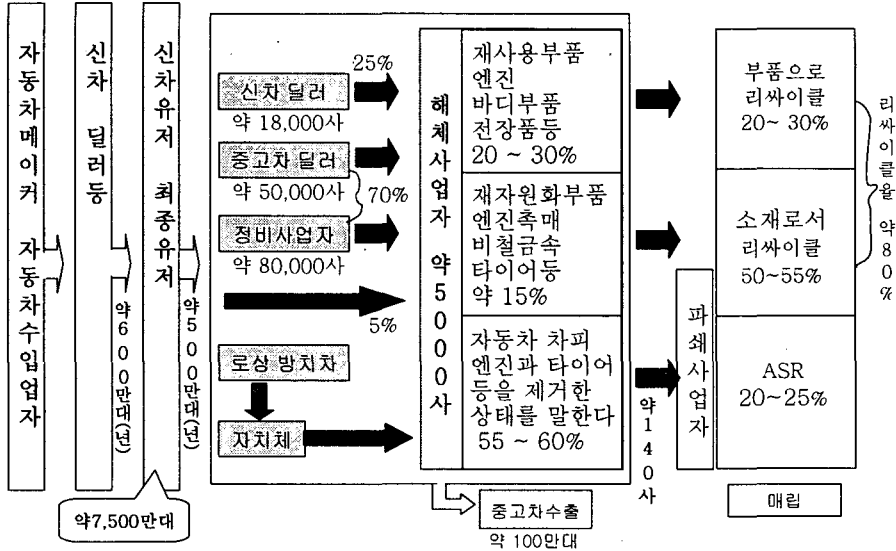 자동차메이커 자동차수입업자
신차 딜러등
약600만대(년)
신차유저 최종유저
약500만대(년)
약7,500만대
25%
신차 딜러
약 18,000사
중고차 딜러
약 50,000사
70%
정비사업자
약 80,000사
5%
로상 방치차
자치체
해체사업자 약5000사
재사용부품
엔진
바디부품
전장품등
20 ~ 30%
재자원화부품
엔진촉매
비철금속
타이어등
약 15%
자동차 차피
엔진과 타이어
등을 제거한
상태를 말한다
55 ~ 60%
중고차수출
약 100만대
약140사
파쇄사업자
부품으로
리싸이클
20~ 30%
소재로서
리싸이클
50~55%
ASR
20~25%
매립
리싸이클율 약80%